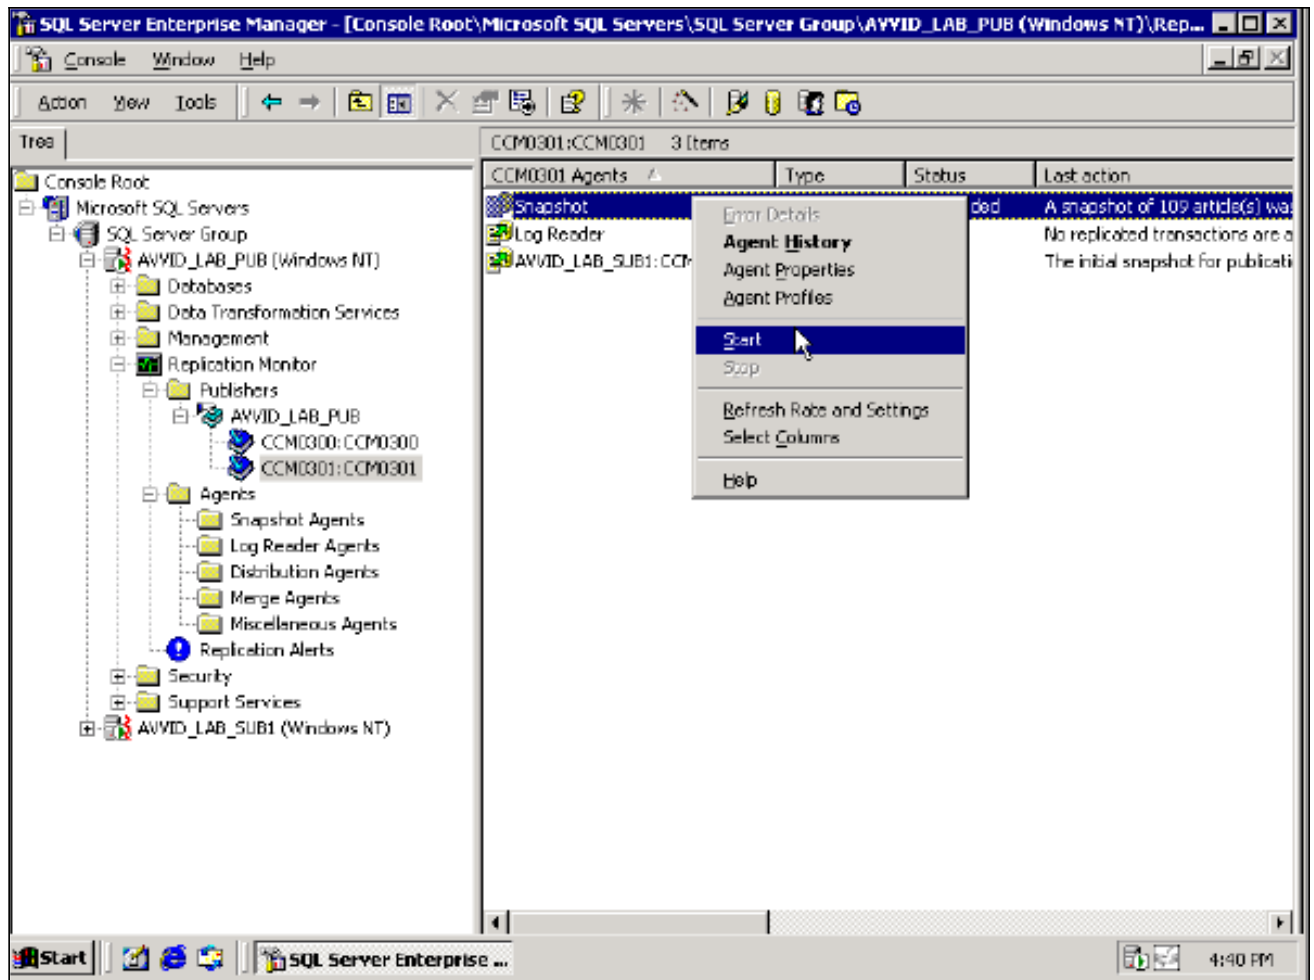 SQL Server Enterprise Manager - [Console Root\Microsoft SQL Servers\SQL Server Group\AVVID_LAB_PUB (Windows NT)\Rep...
Console Window Help
Action View Tools
Tree
CCM0301:CCM0301 3 Items
CCM0301 Agents Type Status Last action
Console Root
Microsoft SQL Servers
SQL Server Group
AVVID_LAB_PUB (Windows NT)
Databases
Data Transformation Services
Management
Replication Monitor
Publishers
AVVID_LAB_PUB
CCM0300:CCM0300
CCM0301:CCM0301
Agents
Snapshot Agents
Log Reader Agents
Distribution Agents
Merge Agents
Miscellaneous Agents
Replication Alerts
Security
Support Services
AVVID_LAB_SUB1 (Windows NT)
Snapshot ded A snapshot of 109 article(s) was
Log Reader No replicated transactions are a
AVVID_LAB_SUB1:CCM The initial snapshot for publicati
Error Details
Agent History
Agent Properties
Agent Profiles
Start
Stop
Refresh Rate and Settings
Select Columns
Help
Start SQL Server Enterprise ... 4:40 PM